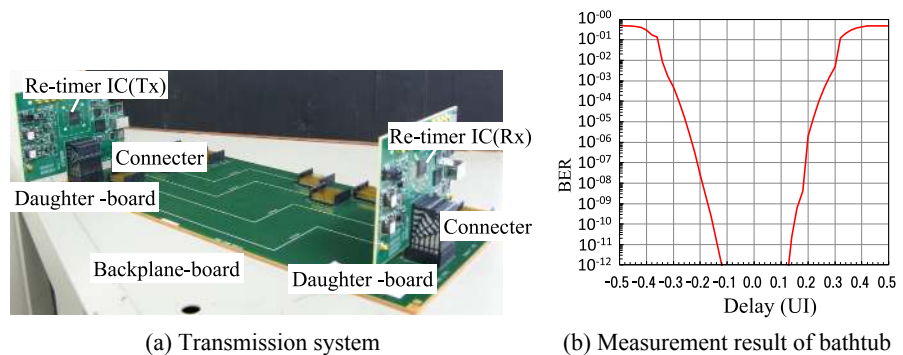 Re-timer IC(Tx)
Re-timer IC(Rx)
Connecter
Daughter -board
Connecter
Backplane-board
Daughter -board
(a) Transmission system
10-00
10-01
10-02
10-03
10-04
10-05
10-06
10-07
10-08
10-09
10-10
10-11
10-12
BER
-0.5 -0.4 -0.3 -0.2 -0.1 0.0 0.1 0.2 0.3 0.4 0.5
Delay (UI)
(b) Measurement result of bathtub